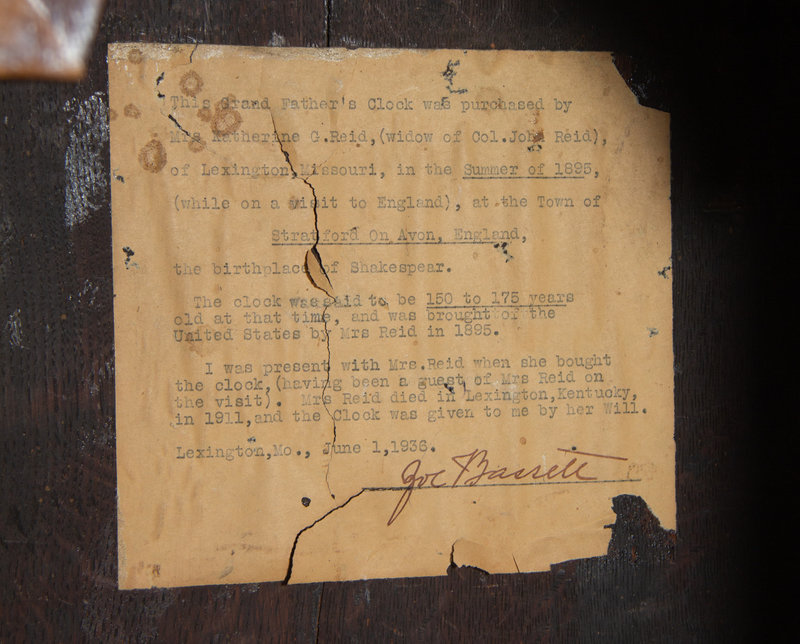 This Grand Father's Clock was purchased by
Mrs Katherine G.Reid,(widow of Col.John Reid),
of Lexington,Missouri, in the Summer of 1895,
(while on a visit to England), at the Town of
Stratford On Avon, England,
the birthplace of Shakespear.
The clock was said to be 150 to 175 years
old at that time, and was brought of the
United States by Mrs Reid in 1895.
I was present with Mrs.Reid when she bought
the clock,(having been a guest of Mrs Reid on
the visit). Mrs Reid died in Lexington,Kentucky,
in 1911,and the Clock was given to me by her Will.
Lexington,Mo., June 1,1936.
Joe Bassett